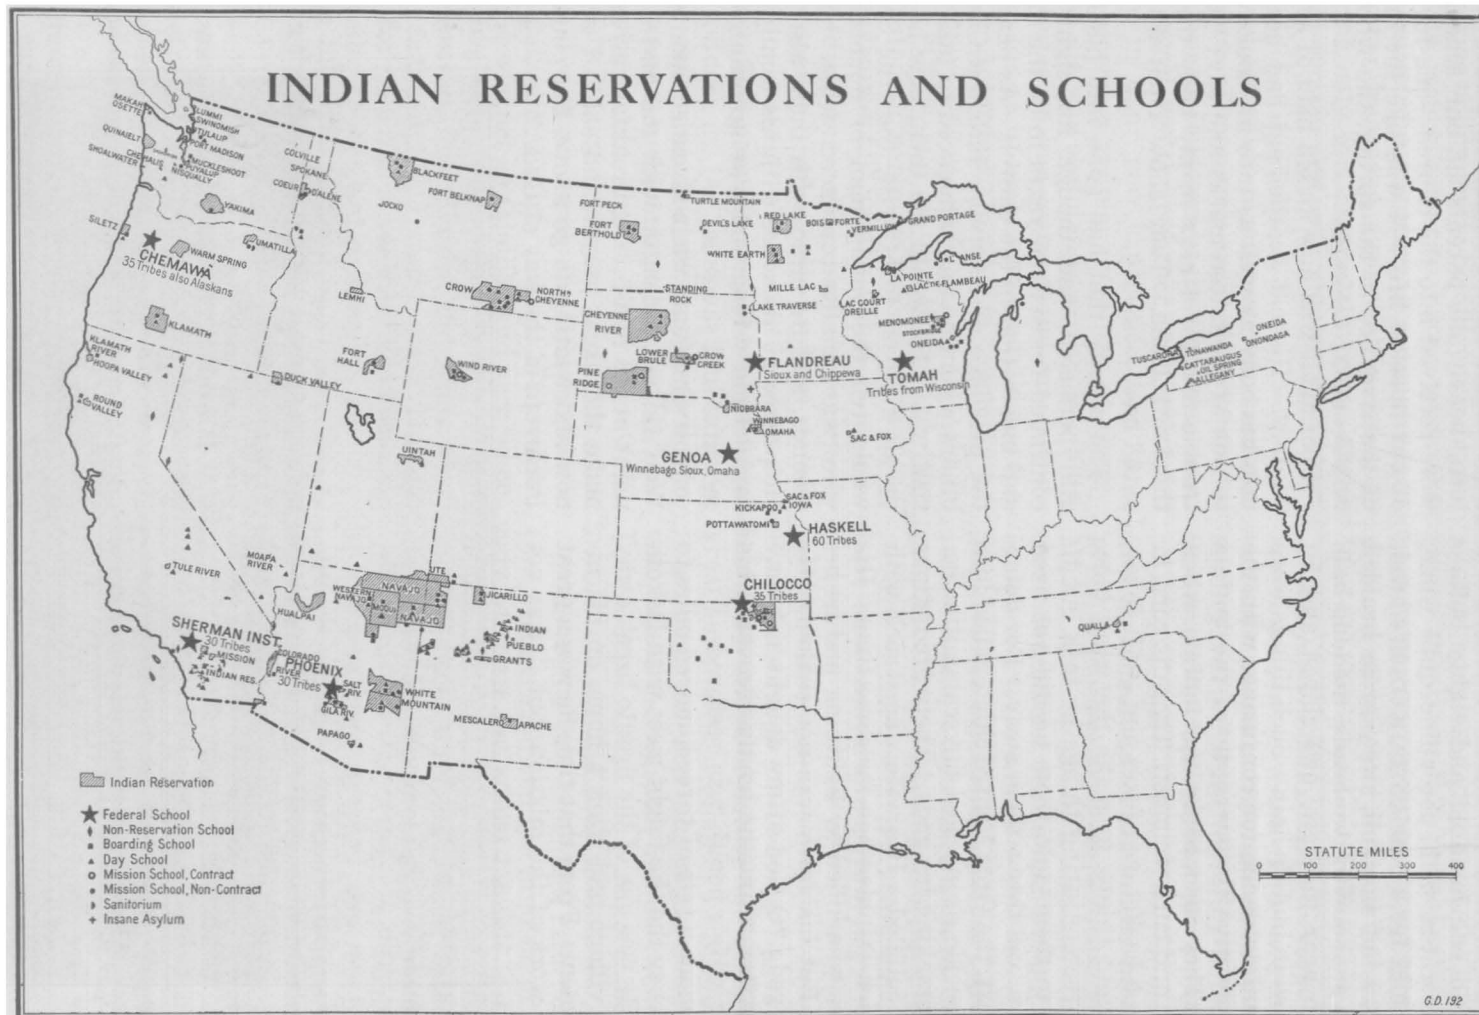 INDIAN RESERVATIONS AND SCHOOLS
MAKAH
OSETTE
LUMMI
SWINOMISH
TULALIP
PORT MADISON
QUINAIELT
CHEHALIS
SHOALWATER
MUCKLESHOOT
PUYALUP
NISQUALLY
COLVILLE
SPOKANE
COEUR D'ALENE
YAKIMA
SILETZ
CHEMAWA
35 Tribes also Alaskans
WARM SPRING
UMATILLA
KLAMATH
KLAMATH
RIVER
HOOPA VALLEY
ROUND
VALLEY
BLACKFEET
FORT BELKNAP
JOCKO
FORT PECK
FORT
BERTHOLD
TURTLE MOUNTAIN
DEVIL'S LAKE
RED LAKE
WHITE EARTH
BOIS FORTE
VERMILLION
GRAND PORTAGE
L'ANSE
LA POINTE
LAC DE FLAMBEAU
MILLE LAC
LAC COURT
OREILLE
MENOMONEE
STOCKBRIDGE
ONEIDA
LEMHI
CROW
NORTH
CHEYENNE
STANDING
ROCK
CHEYENNE
RIVER
LAKE TRAVERSE
LOWER
BRULE
CROW
CREEK
PINE
RIDGE
FORT
HALL
DUCK VALLEY
WIND RIVER
FLANDREAU
Sioux and Chippewa
TOMAH
Tribes from Wisconsin
TUSCARORA
TONAWANDA
CATTARAUGUS
OIL SPRING
ALLEGANY
ONEIDA
ONONDAGA
NIOBRARA
WINNEBAGO
OMAHA
SAC & FOX
UINTAH
GENOA
Winnebago Sioux, Omaha
SAC & FOX
IOWA
KICKAPOO
POTTAWATOMI
HASKELL
60 Tribes
TULE RIVER
MOAPA
RIVER
UTE
NAVAJO
WESTERN
NAVAJO
MOQUI
NAVAJO
HUALPAI
JICARILLO
INDIAN
PUEBLO
GRANTS
CHILOCCO
35 Tribes
QUALLA
SHERMAN INST.
30 Tribes
MISSION
INDIAN RES.
COLORADO
RIVER
PHOENIX
30 Tribes
SALT
RIV.
GILA RIV.
WHITE
MOUNTAIN
PAPAGO
MESCALERO APACHE
Indian Reservation
Federal School
Non-Reservation School
Boarding School
Day School
Mission School, Contract
Mission School, Non-Contract
Sanitorium
Insane Asylum
STATUTE MILES
0 100 200 300 400
G.D. 192